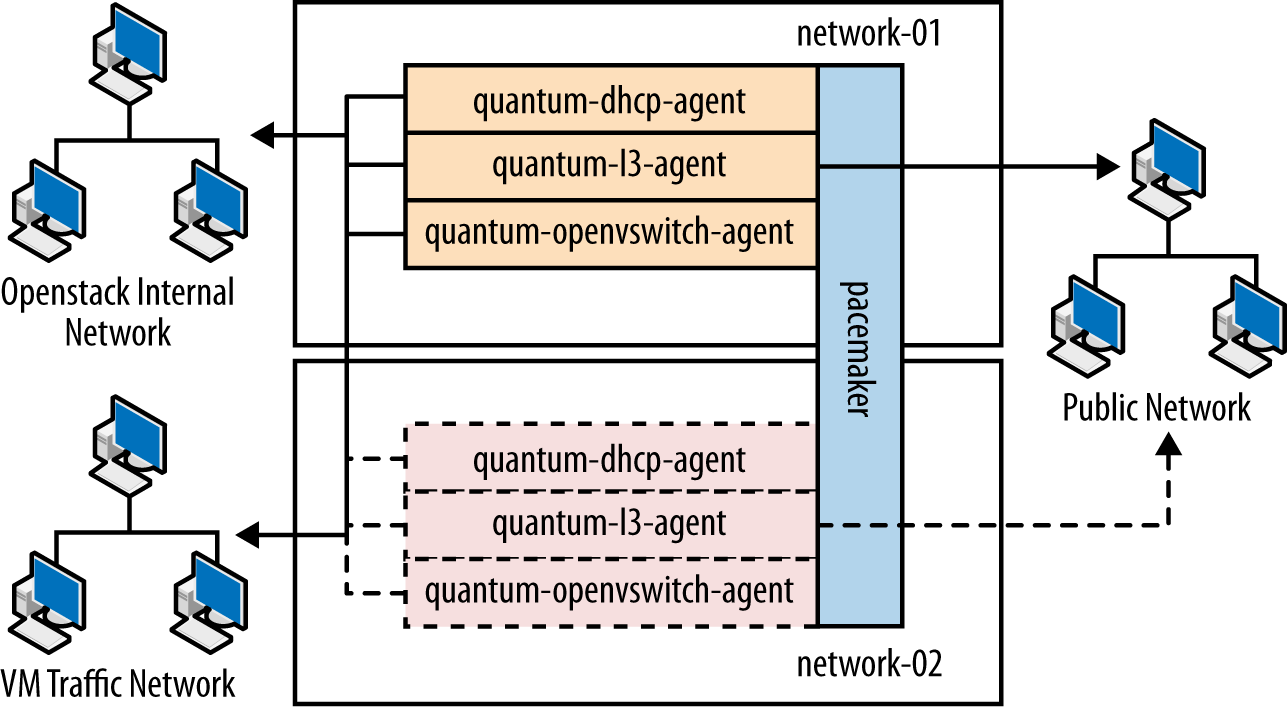 network-01
quantum-dhcp-agent
quantum-l3-agent
quantum-openvswitch-agent
pacemaker
Openstack Internal
Network
Public Network
quantum-dhcp-agent
quantum-l3-agent
quantum-openvswitch-agent
network-02
VM Traffic Network